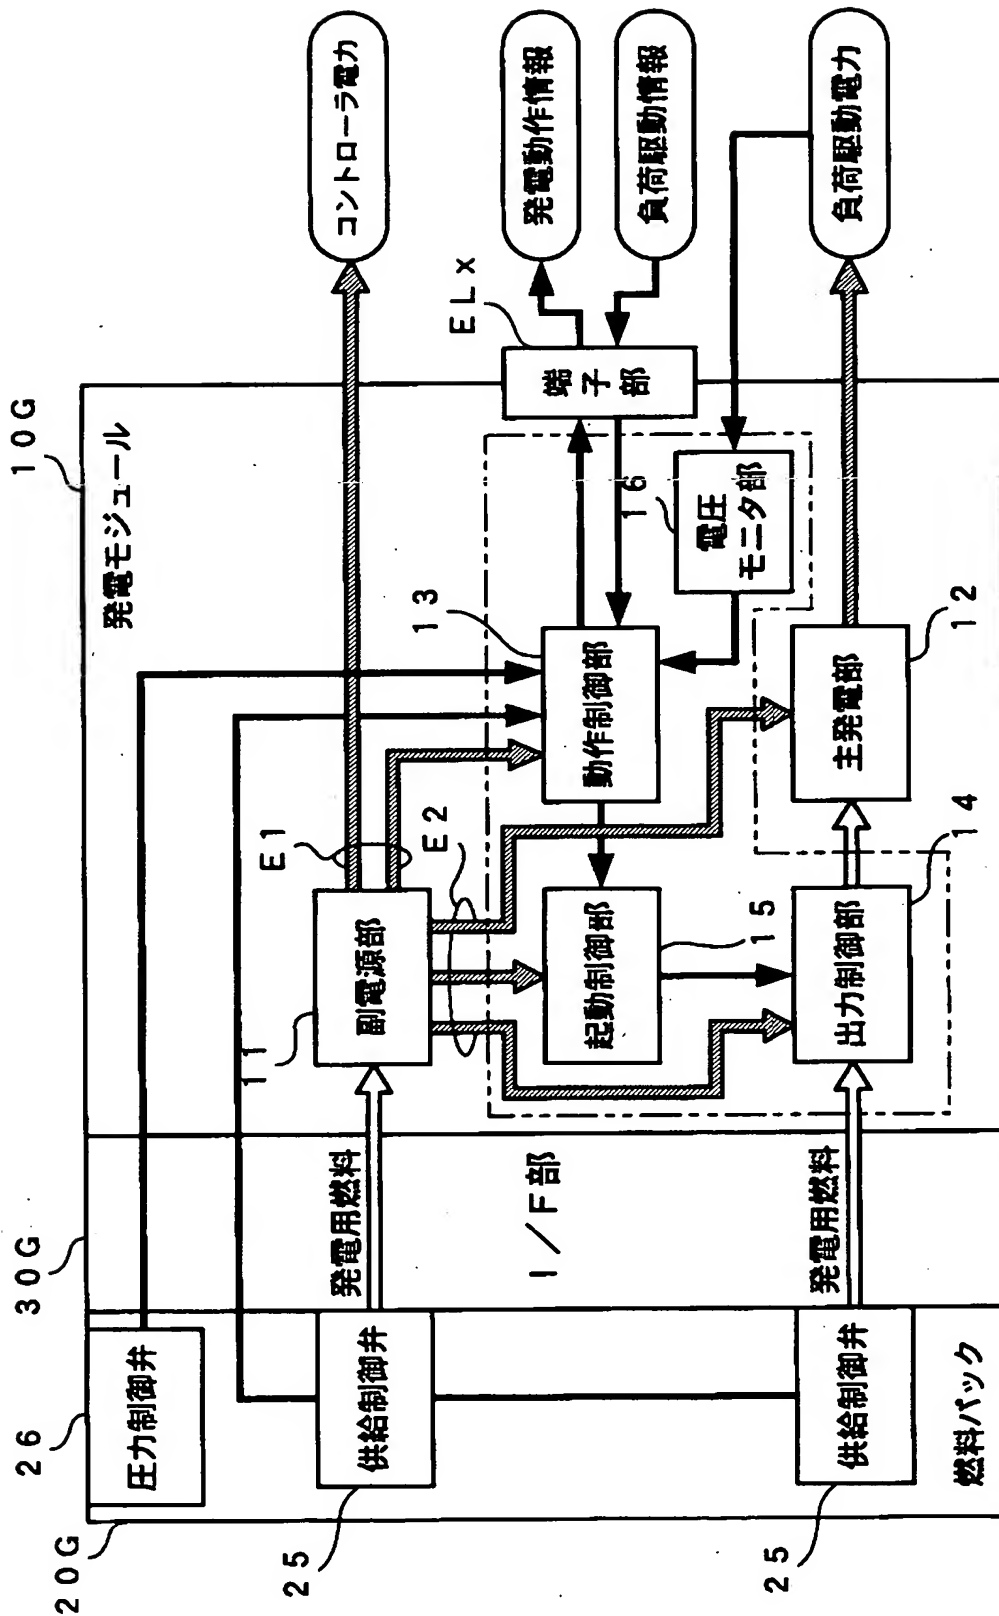 20G
26
30G
10G
圧力制御弁
発電モジュール
コントローラ電力
25
供給制御弁
発電用燃料
11
副電源部
E1
E2
13
動作制御部
ELx
端子部
発電動作情報
負荷駆動情報
I/F部
起動制御部
15
16
電圧
モニタ部
25
供給制御弁
発電用燃料
出力制御部
14
主発電部
12
負荷駆動電力
燃料パック